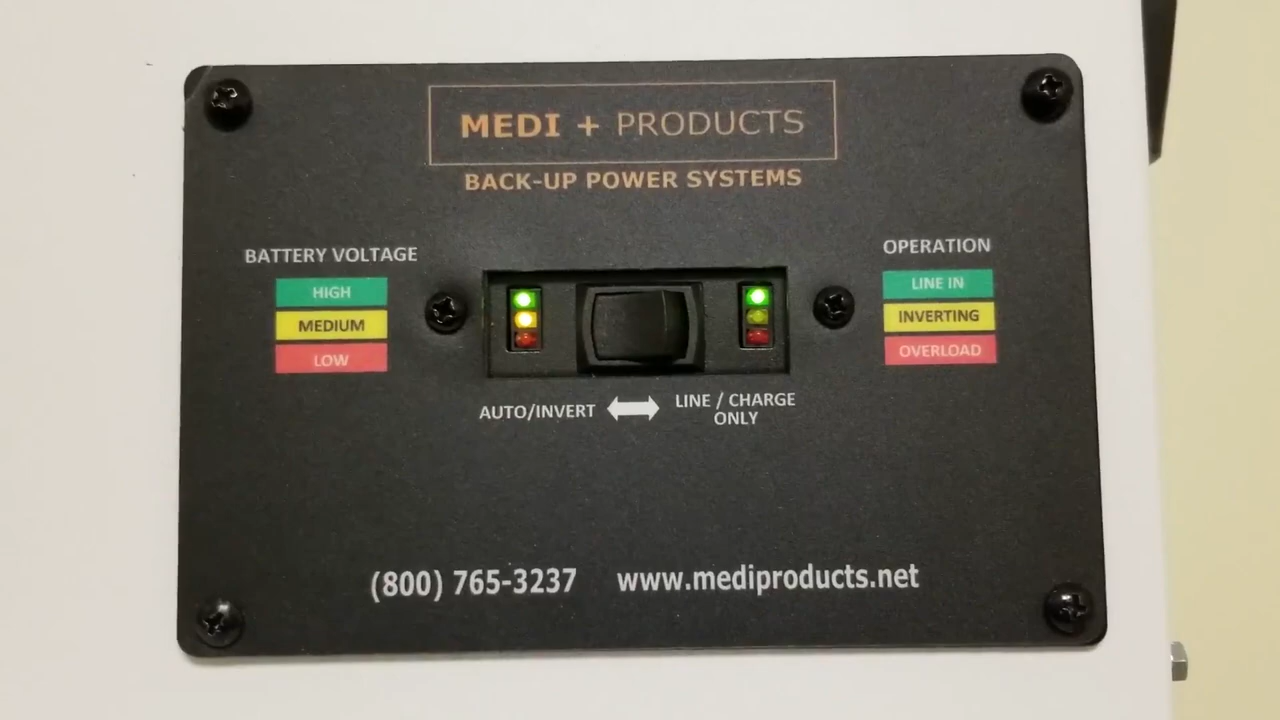 MEDI + PRODUCTS
BACK-UP POWER SYSTEMS
BATTERY VOLTAGE
HIGH
MEDIUM
LOW
OPERATION
LINE IN
INVERTING
OVERLOAD
AUTO/INVERT
LINE / CHARGE
ONLY
(800) 765-3237 www.mediproducts.net